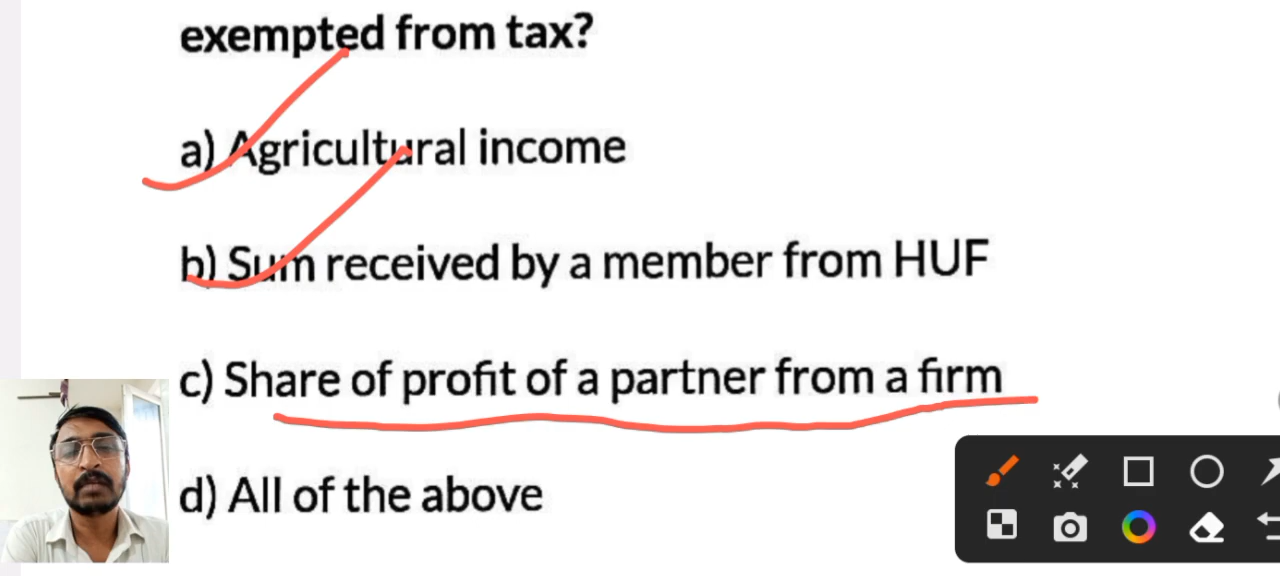 exempted from tax?
a) Agricultural income
b) Sum received by a member from HUF
c) Share of profit of a partner from a firm
d) All of the above